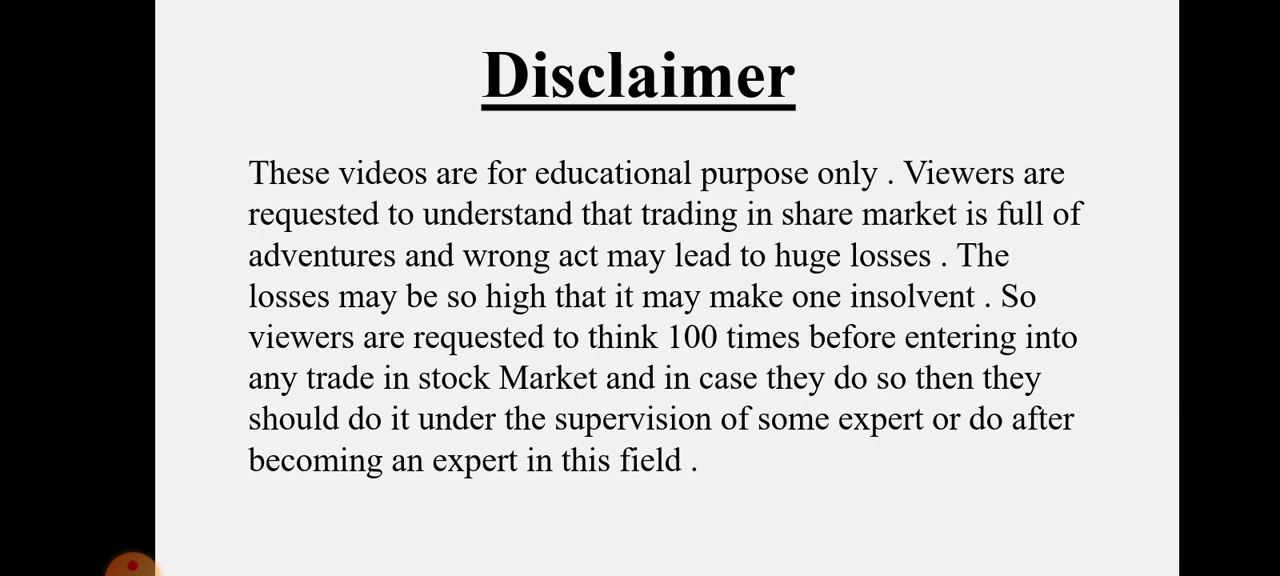 Disclaimer
These videos are for educational purpose only . Viewers are
requested to understand that trading in share market is full of
adventures and wrong act may lead to huge losses . The
losses may be so high that it may make one insolvent . So
viewers are requested to think 100 times before entering into
any trade in stock Market and in case they do so then they
should do it under the supervision of some expert or do after
becoming an expert in this field .